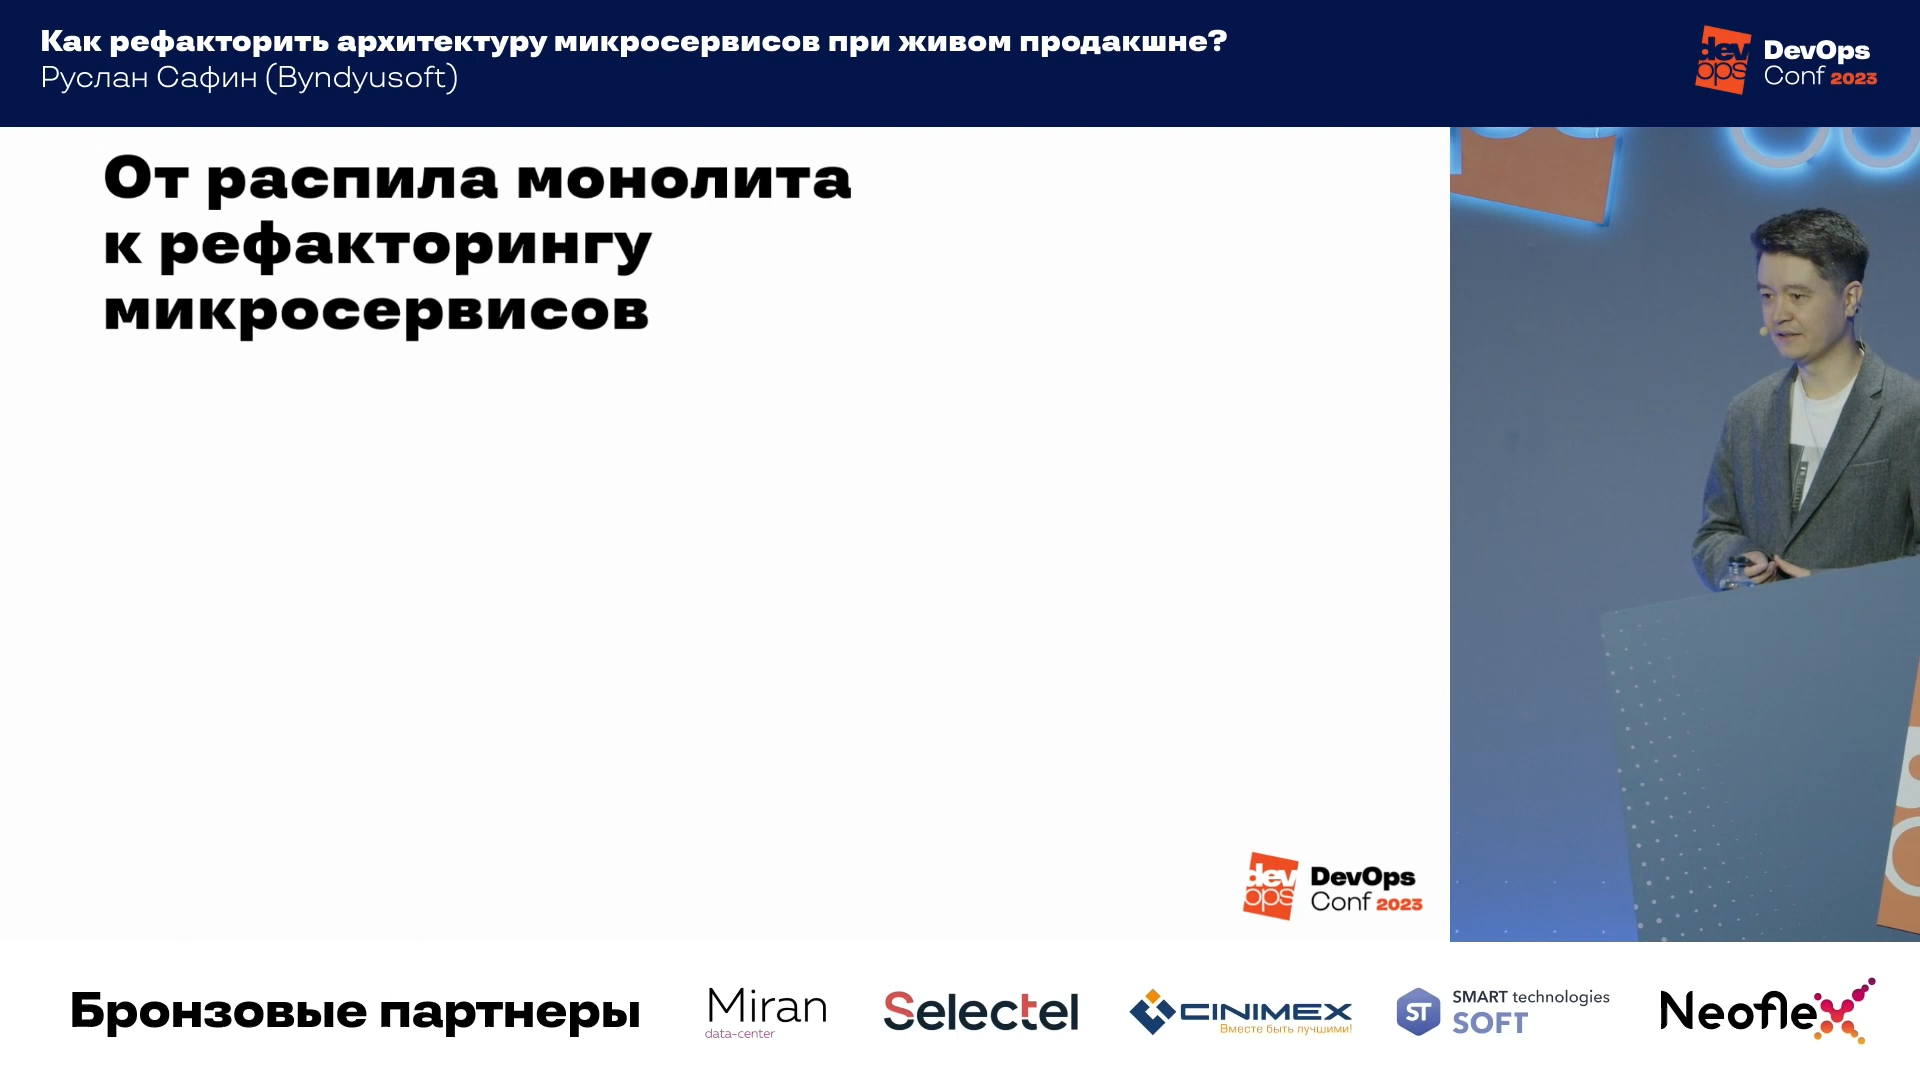 Как рефакторить архитектуру микросервисов при живом продакшне?
Руслан Сафин (Byndyusoft)
dev
ops
DevOps
Conf 2023
От распила монолита
к рефакторингу
микросервисов
dev
ops
DevOps
Conf 2023
Бронзовые партнеры
Miran
data-center
Selectel
CINIMEX
Вместе быть лучшими!
ST
SMART technologies
SOFT
Neoflex